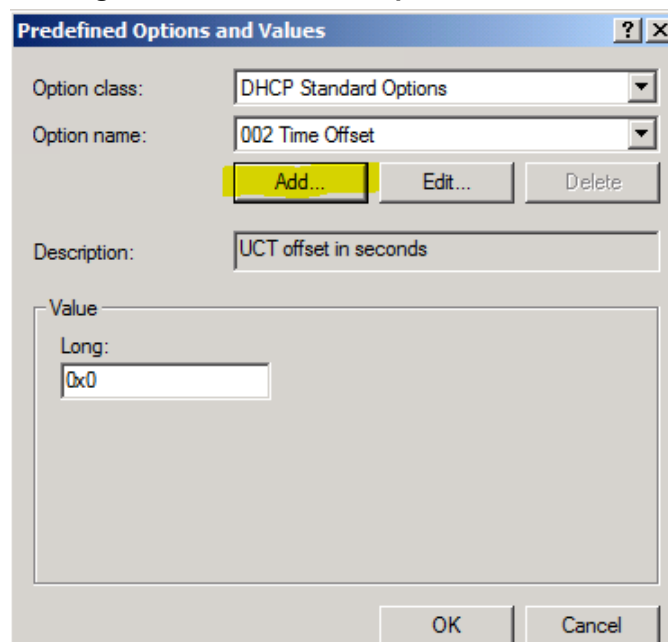 Predefined Options and Values ? X
Option class: DHCP Standard Options
Option name: 002 Time Offset
Add... Edit... Delete
Description: UCT offset in seconds
Value
Long:
0x0
OK Cancel